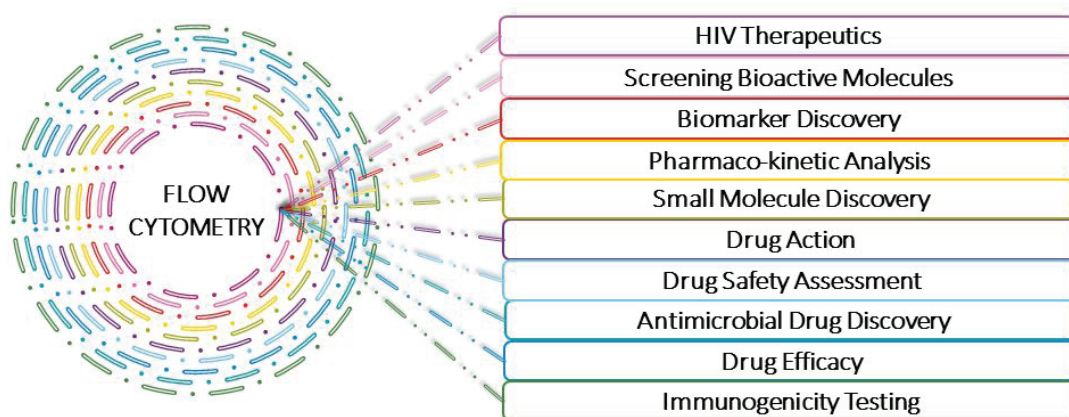 FLOW
CYTOMETRY
HIV Therapeutics
Screening Bioactive Molecules
Biomarker Discovery
Pharmaco-kinetic Analysis
Small Molecule Discovery
Drug Action
Drug Safety Assessment
Antimicrobial Drug Discovery
Drug Efficacy
Immunogenicity Testing